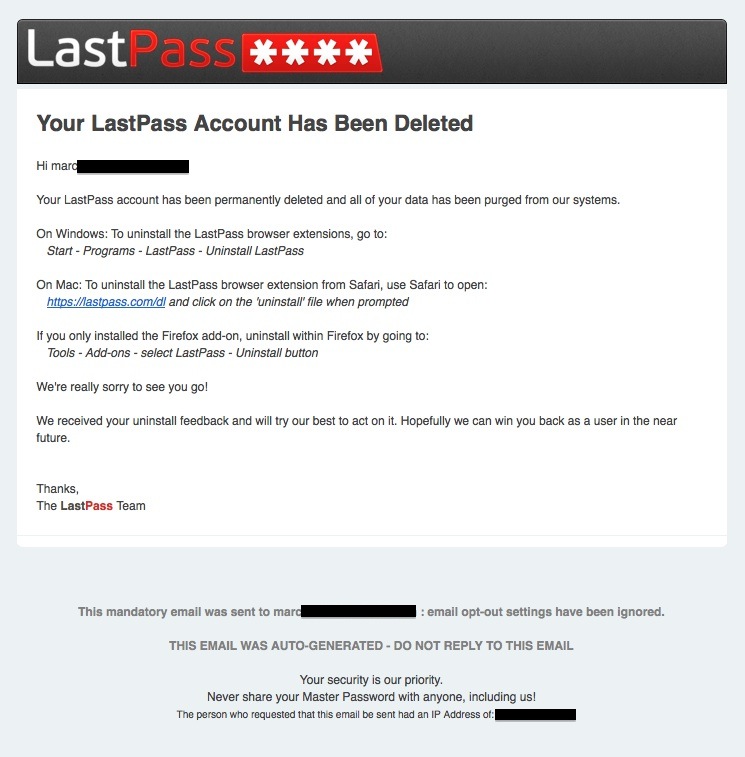 LastPass ****
Your LastPass Account Has Been Deleted
Hi marc
Your LastPass account has been permanently deleted and all of your data has been purged from our systems.
On Windows: To uninstall the LastPass browser extensions, go to:
Start - Programs - LastPass - Uninstall LastPass
On Mac: To uninstall the LastPass browser extension from Safari, use Safari to open:
https://lastpass.com/dl and click on the 'uninstall' file when prompted
If you only installed the Firefox add-on, uninstall within Firefox by going to:
Tools - Add-ons - select LastPass - Uninstall button
We're really sorry to see you go!
We received your uninstall feedback and will try our best to act on it. Hopefully we can win you back as a user in the near
future.
Thanks,
The LastPass Team
This mandatory email was sent to marc : email opt-out settings have been ignored.
THIS EMAIL WAS AUTO-GENERATED - DO NOT REPLY TO THIS EMAIL
Your security is our priority.
Never share your Master Password with anyone, including us!
The person who requested that this email be sent had an IP Address of: